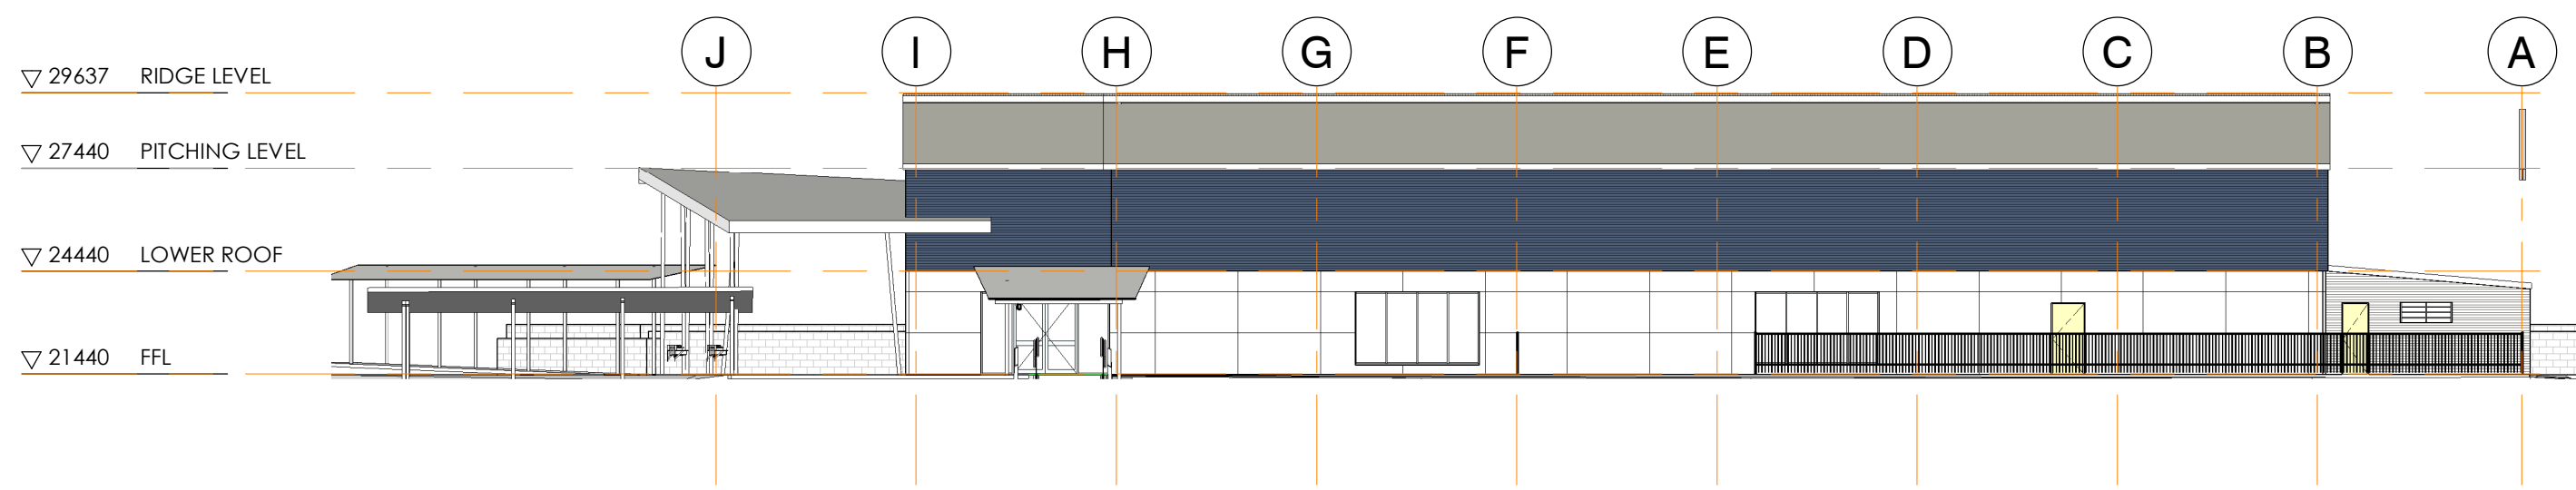 J I H G F E D C B A
29637 RIDGE LEVEL
27440 PITCHING LEVEL
24440 LOWER ROOF
21440 FFL